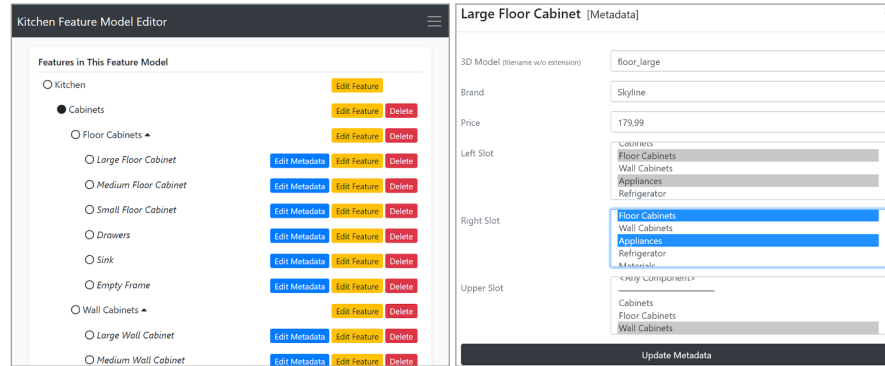 Kitchen Feature Model Editor
Features in This Feature Model
Kitchen Edit Feature
Cabinets Edit Feature Delete
Floor Cabinets Edit Feature Delete
Large Floor Cabinet Edit Metadata Edit Feature Delete
Medium Floor Cabinet Edit Metadata Edit Feature Delete
Small Floor Cabinet Edit Metadata Edit Feature Delete
Drawers Edit Metadata Edit Feature Delete
Sink Edit Metadata Edit Feature Delete
Empty Frame Edit Metadata Edit Feature Delete
Wall Cabinets Edit Feature Delete
Large Wall Cabinet Edit Metadata Edit Feature Delete
Medium Wall Cabinet Edit Metadata Edit Feature Delete
Large Floor Cabinet [Metadata]
3D Model (filename w/o extension) floor_large
Brand Skyline
Price 179,99
Left Slot
Cabinets
Floor Cabinets
Wall Cabinets
Appliances
Refrigerator
Right Slot
Floor Cabinets
Wall Cabinets
Appliances
Refrigerator
Materials
Upper Slot
<Any Component>
Cabinets
Floor Cabinets
Wall Cabinets
Update Metadata